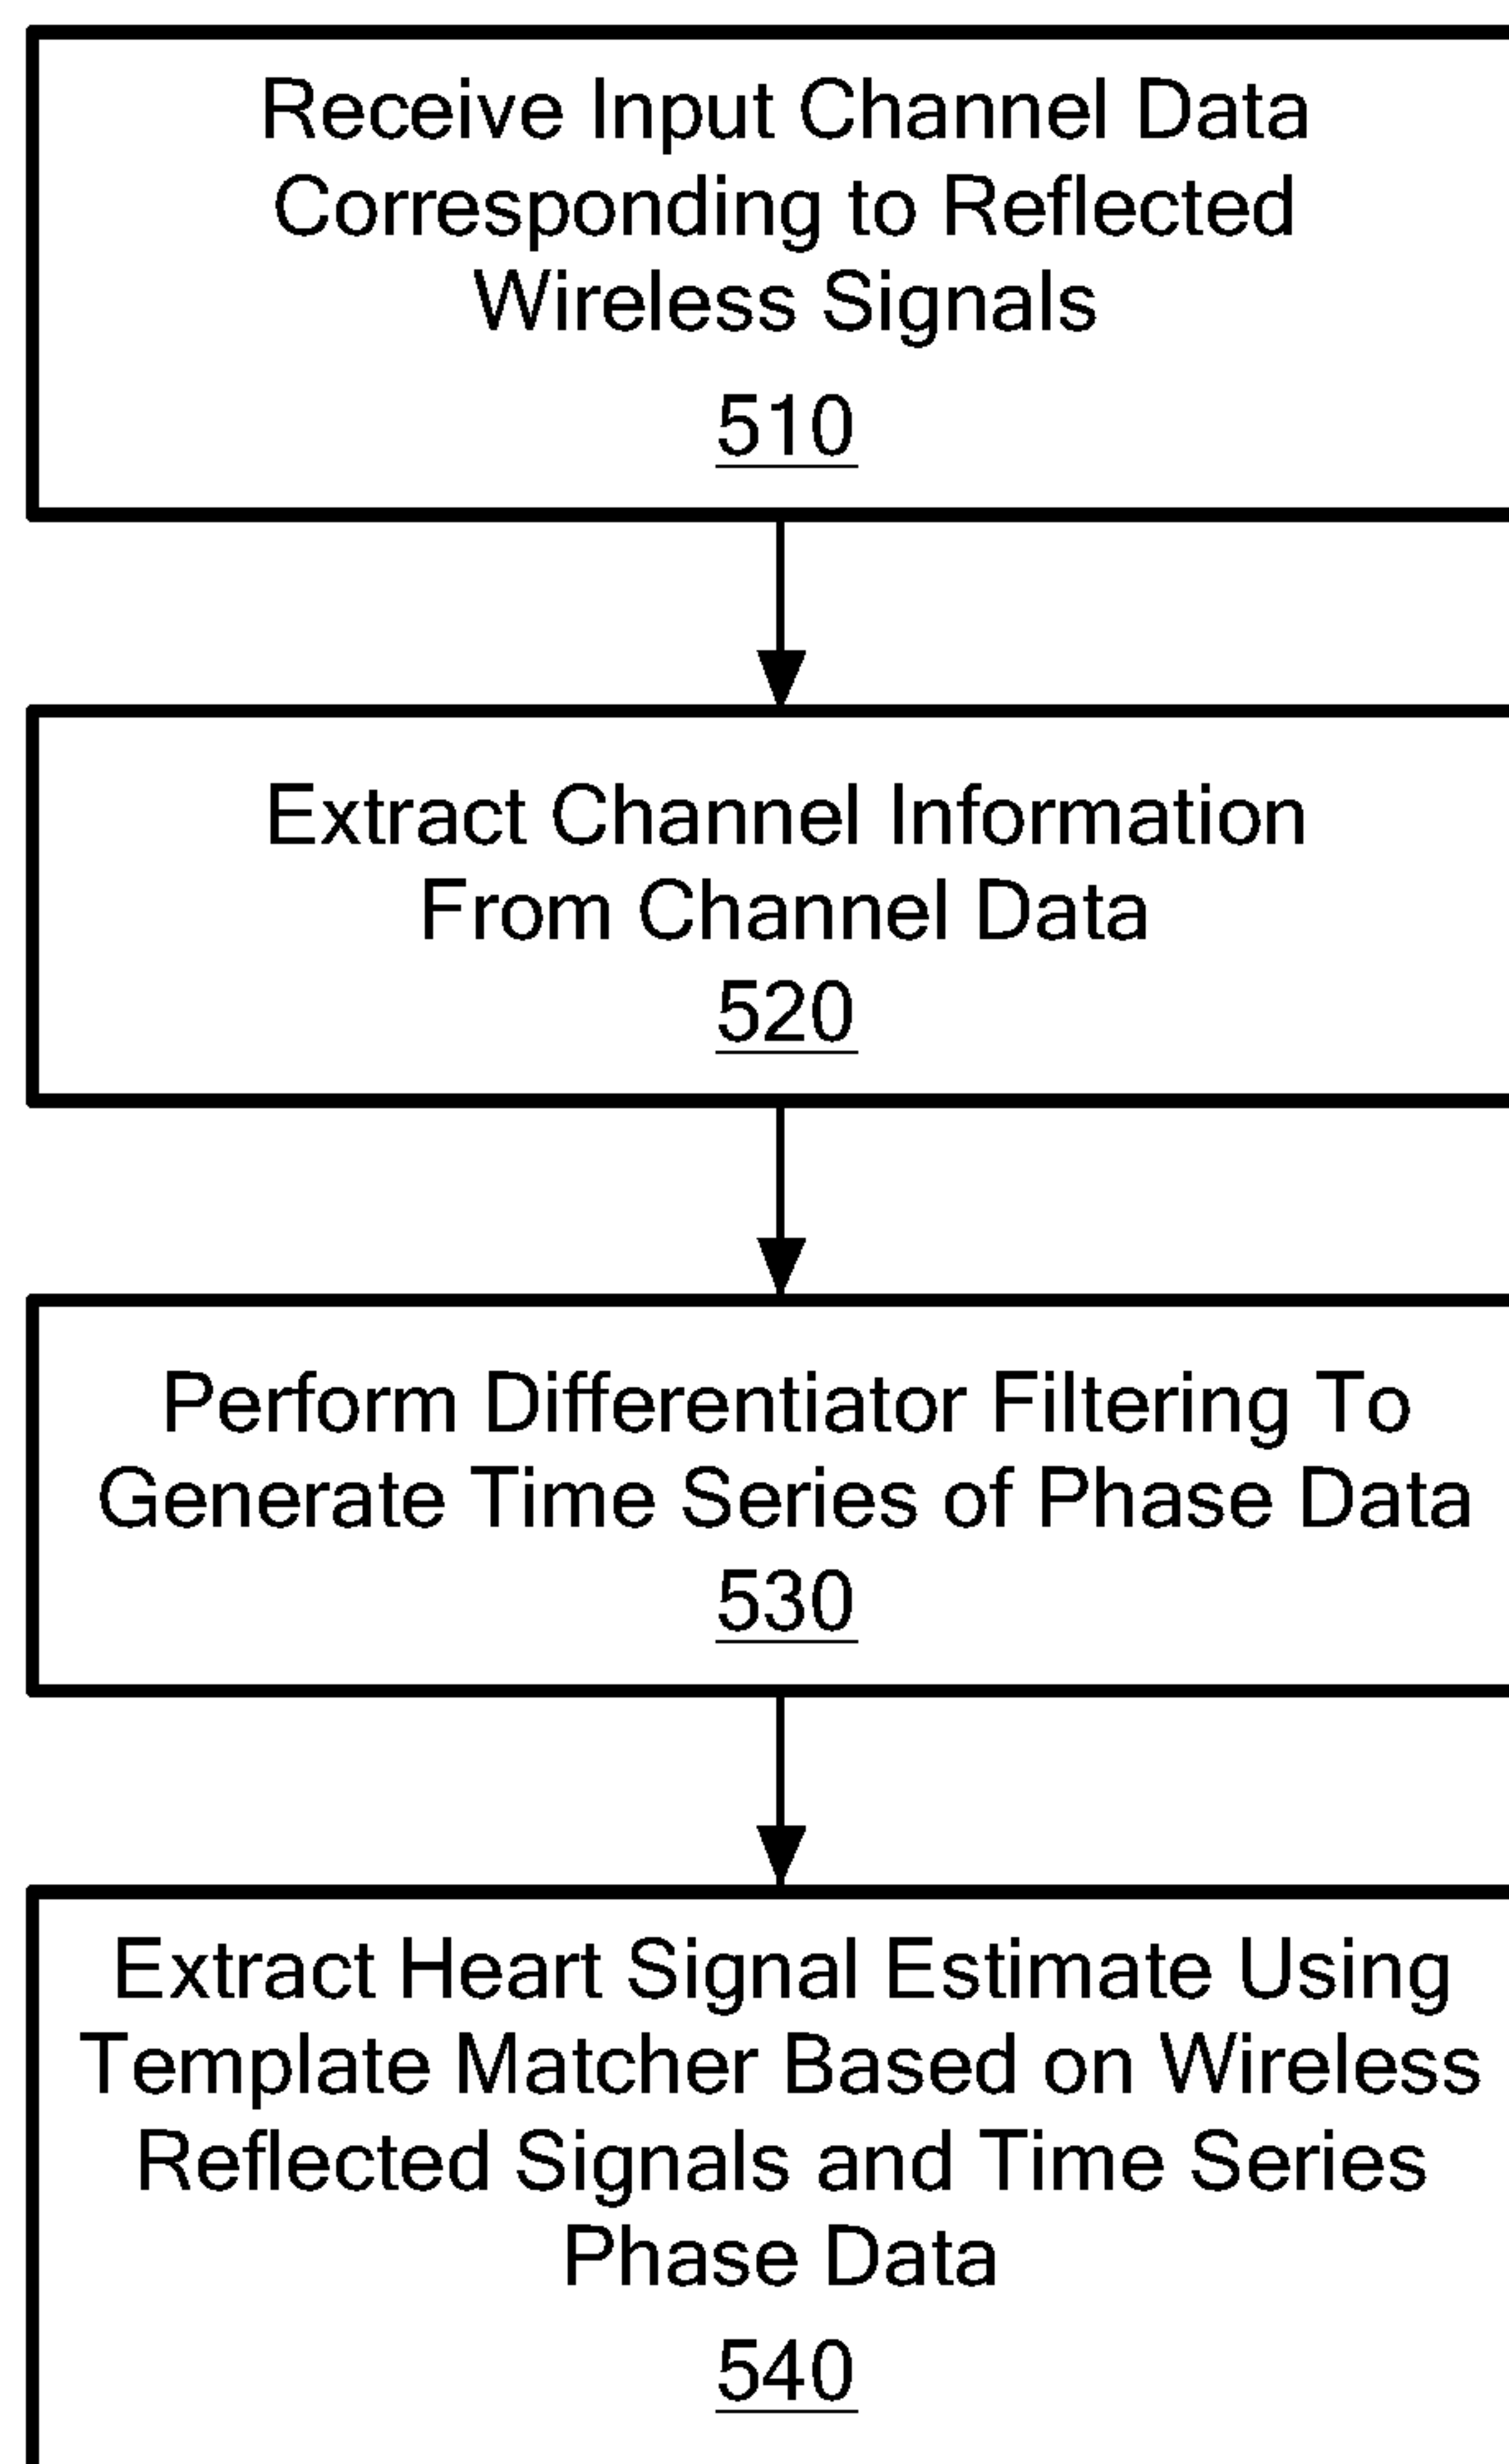 Receive Input Channel Data
Corresponding to Reflected
Wireless Signals
510
Extract Channel Information
From Channel Data
520
Perform Differentiator Filtering To
Generate Time Series of Phase Data
530
Extract Heart Signal Estimate Using
Template Matcher Based on Wireless
Reflected Signals and Time Series
Phase Data
540